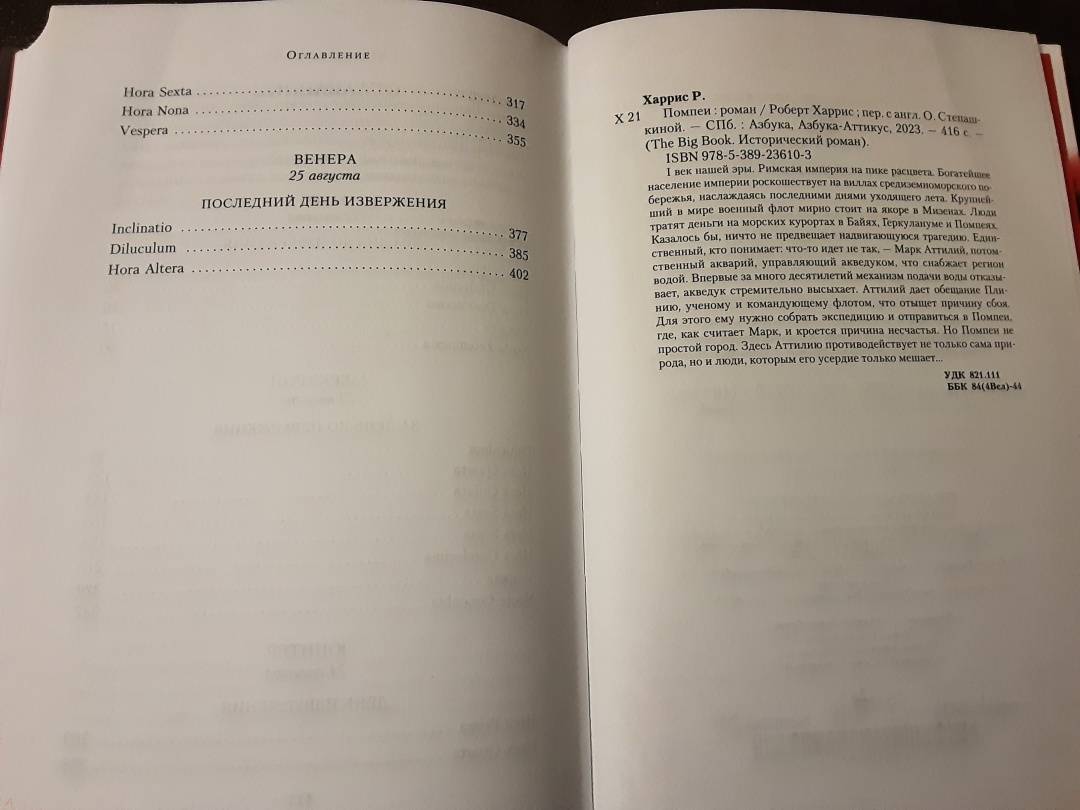 Оглавление
Hora Sexta ........ 317
Hora Nona ........ 334
Vespera ........ 355
ВЕНЕРА
25 августа
ПОСЛЕДНИЙ ДЕНЬ ИЗВЕРЖЕНИЯ
Inclinatio ........ 377
Diluculum ........ 385
Hora Altera ........ 402
Харрис Р.
Х 21 Помпеи : роман / Роберт Харрис ; пер. с англ. О. Степаш-
киной. — СПб. : Азбука, Азбука-Аттикус, 2023. — 416 с. —
(The Big Book. Исторический роман).
ISBN 978-5-389-23610-3
I век нашей эры. Римская империя на пике расцвета. Богатейшее
население империи роскошествует на виллах средиземноморского по-
бережья, наслаждаясь последними днями уходящего лета. Крупней-
ший в мире военный флот мирно стоит на якоре в Мизенах. Люди
тратят деньги на морских курортах в Байях, Геркулануме и Помпеях.
Казалось бы, ничто не предвещает надвигающуюся трагедию. Един-
ственный, кто понимает: что-то идет не так, — Марк Аттилий, потом-
ственный акварий, управляющий акведуком, что снабжает регион
водой. Впервые за много десятилетий механизм подачи воды отказы-
вает, акведук стремительно высыхает. Аттилий дает обещание Пли-
нию, ученому и командующему флотом, что отыщет причину сбоя.
Для этого ему нужно собрать экспедицию и отправиться в Помпеи,
где, как считает Марк, и кроется причина несчастья. Но Помпеи не
простой город. Здесь Аттилию противодействует не только сама при-
рода, но и люди, которым его усердие только мешает...
УДК 821.111
ББК 84(4Вел)-44